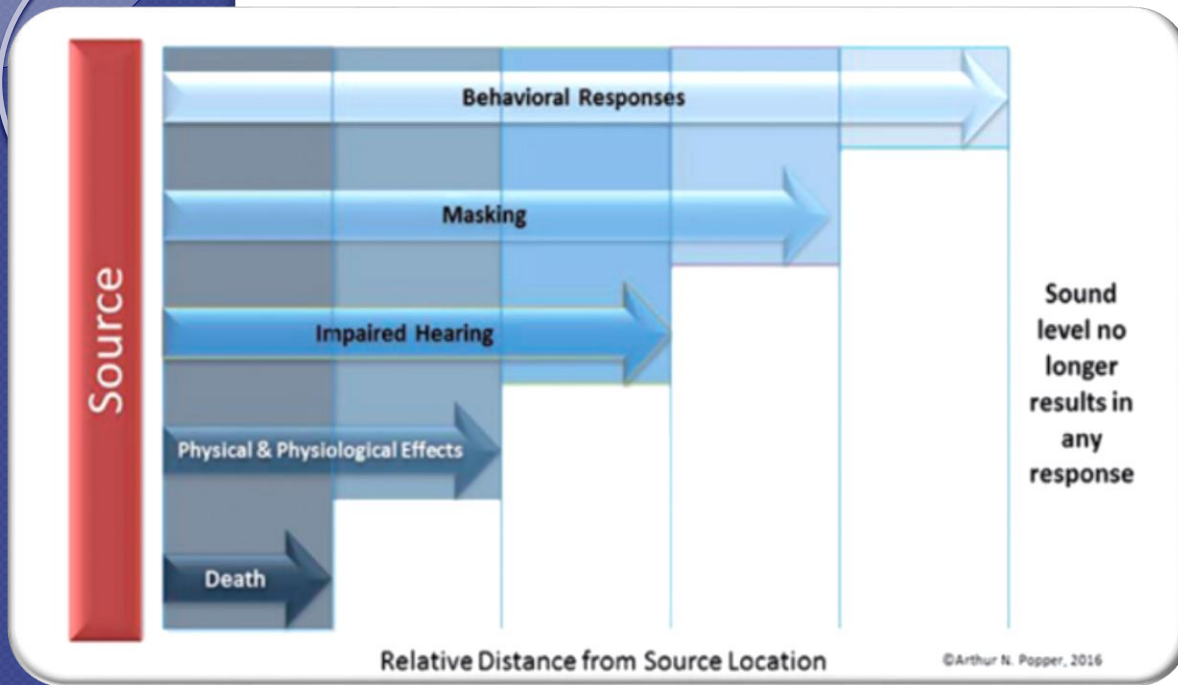 Source
Behavioral Responses
Masking
Impaired Hearing
Physical & Physiological Effects
Death
Sound
level no
longer
results in
any
response
Relative Distance from Source Location
©Arthur N. Popper, 2016